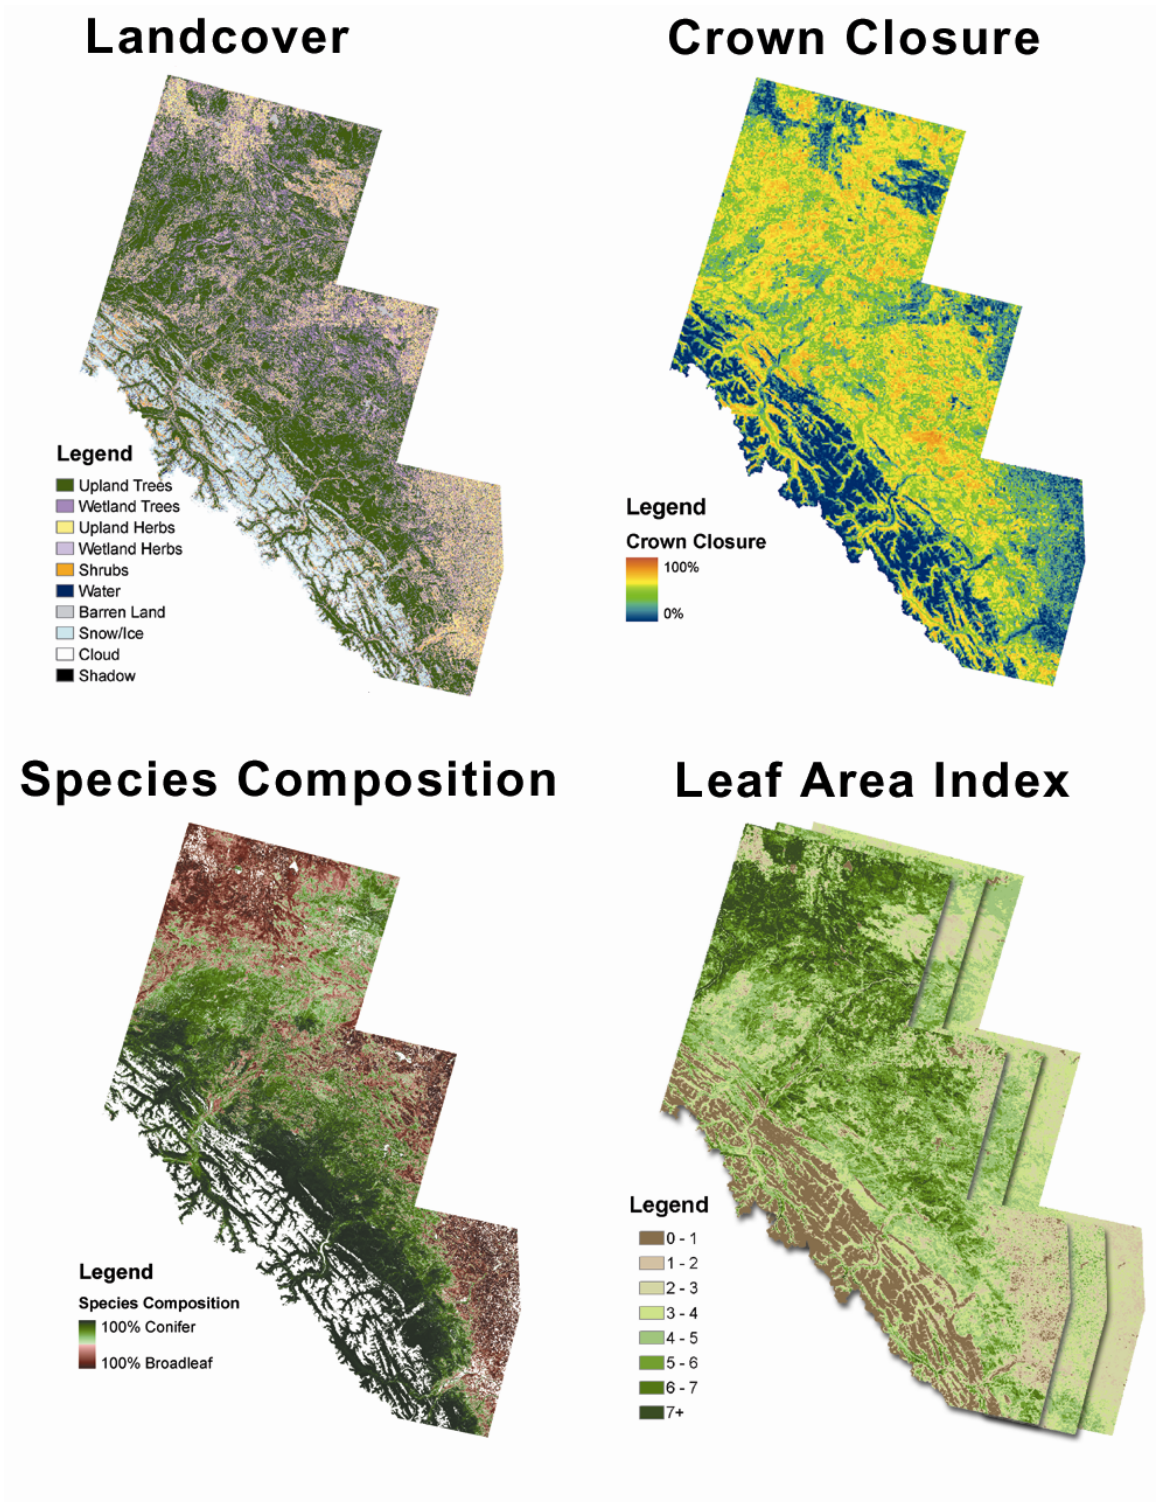 Landcover
Crown Closure
Legend
Upland Trees
Wetland Trees
Upland Herbs
Wetland Herbs
Shrubs
Water
Barren Land
Snow/Ice
Cloud
Shadow
Legend
Crown Closure
100%
0%
Species Composition
Leaf Area Index
Legend
Species Composition
100% Conifer
100% Broadleaf
Legend
0 - 1
1 - 2
2 - 3
3 - 4
4 - 5
5 - 6
6 - 7
7+